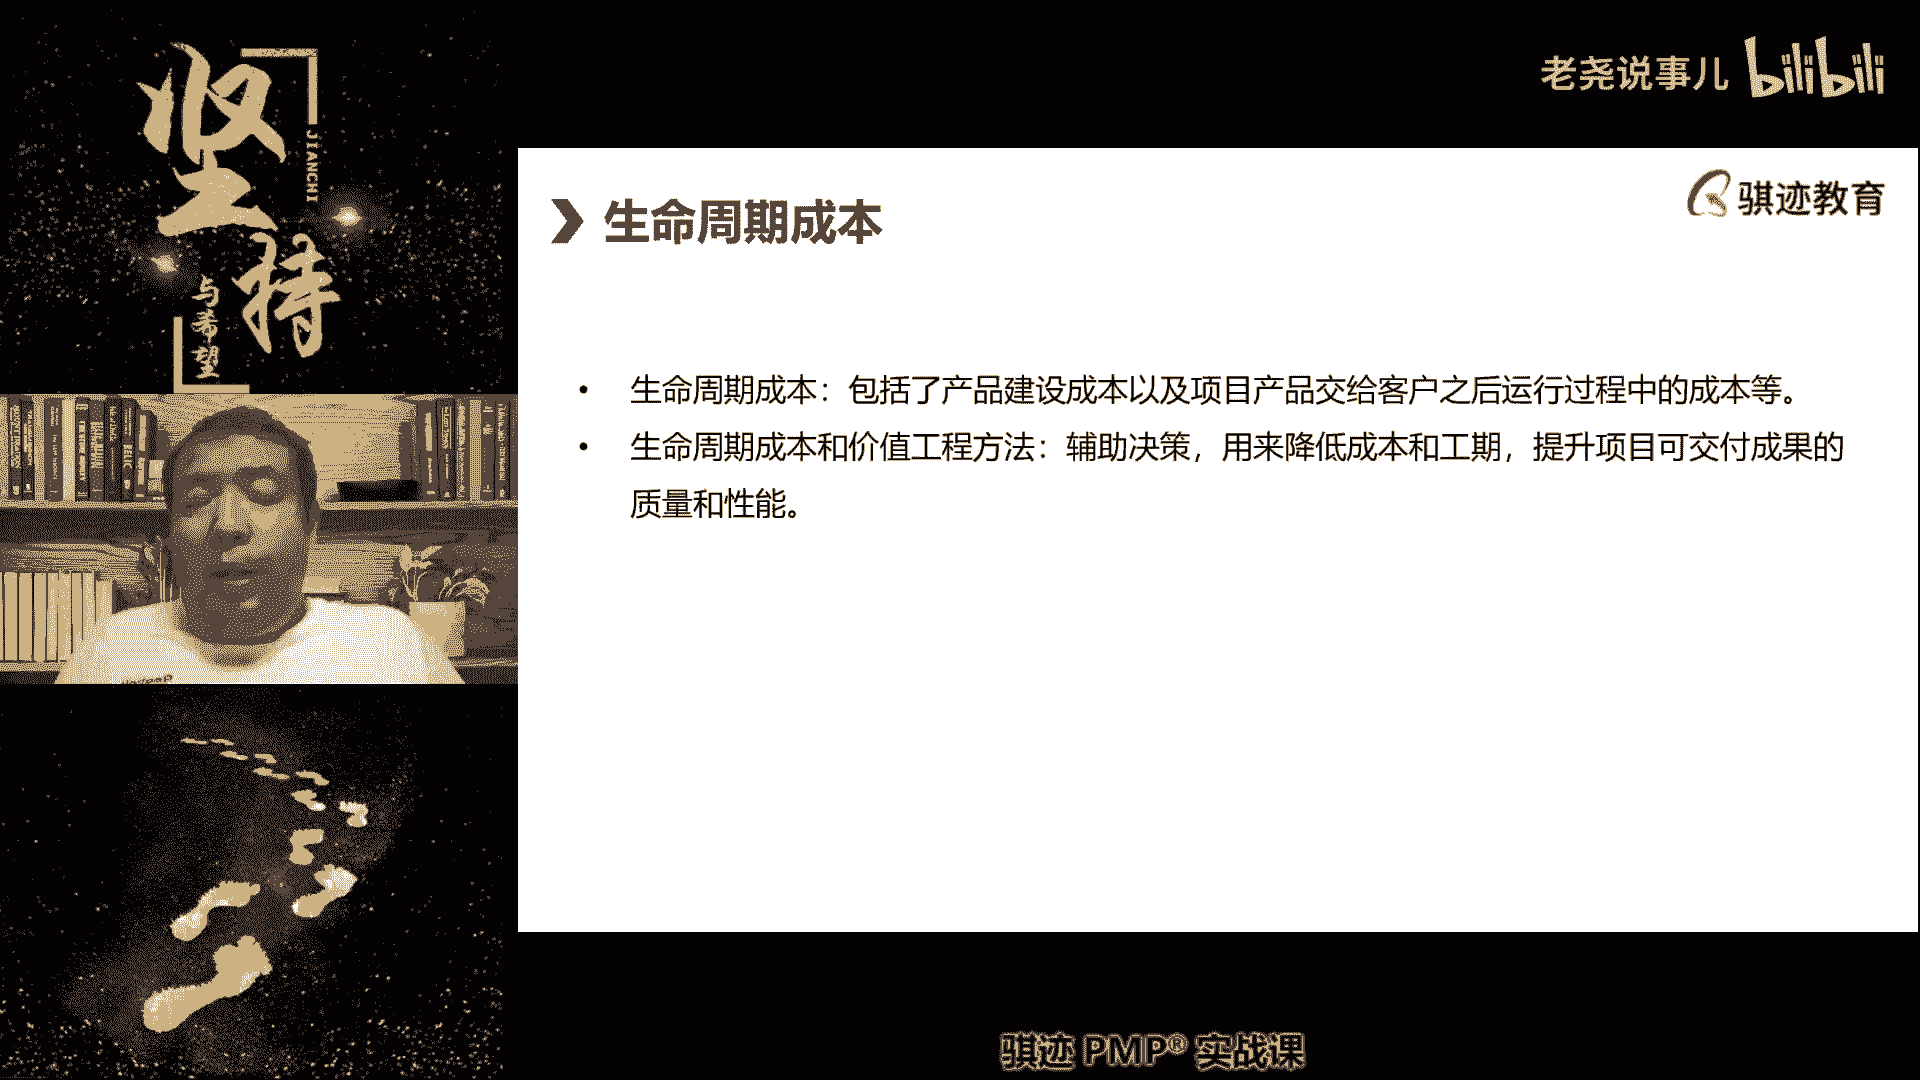 坚持
JIANCHI
与希望
老尧说事儿 bilibili
骐迹教育
生命周期成本
• 生命周期成本：包括了产品建设成本以及项目产品交给客户之后运行过程中的成本等。
• 生命周期成本和价值工程方法：辅助决策，用来降低成本和工期，提升项目可交付成果的
质量和性能。
骐迹 PMP® 实战课